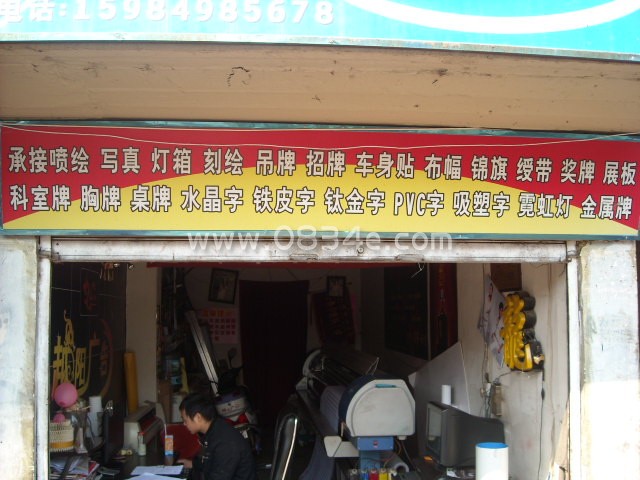 电话:15984985678
承接喷绘 写真 灯箱 刻绘 吊牌 招牌 车身贴 布幅 锦旗 绶带 奖牌 展板
科室牌 胸牌 桌牌 水晶字 铁皮字 钛金字 PVC字 吸塑字 霓虹灯 金属牌
www.0834e.com